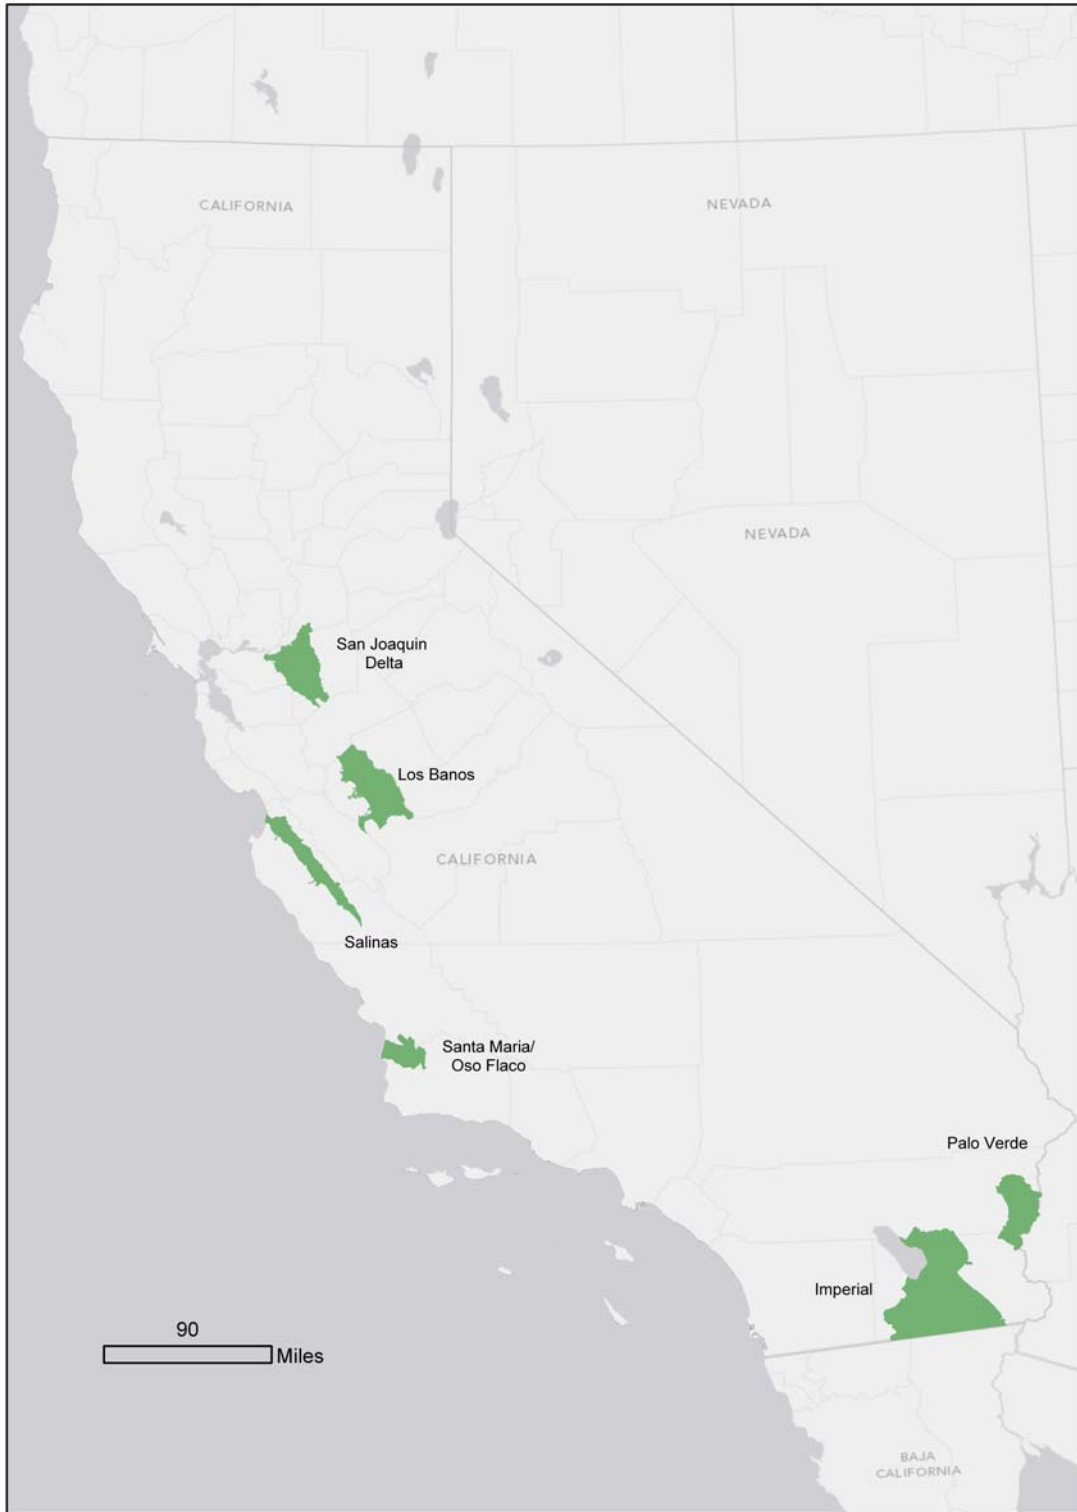 CALIFORNIA
NEVADA
NEVADA
San Joaquin
Delta
Los Banos
CALIFORNIA
Salinas
Santa Maria/
Oso Flaco
Palo Verde
Imperial
90
Miles
BAJA
CALIFORNIA